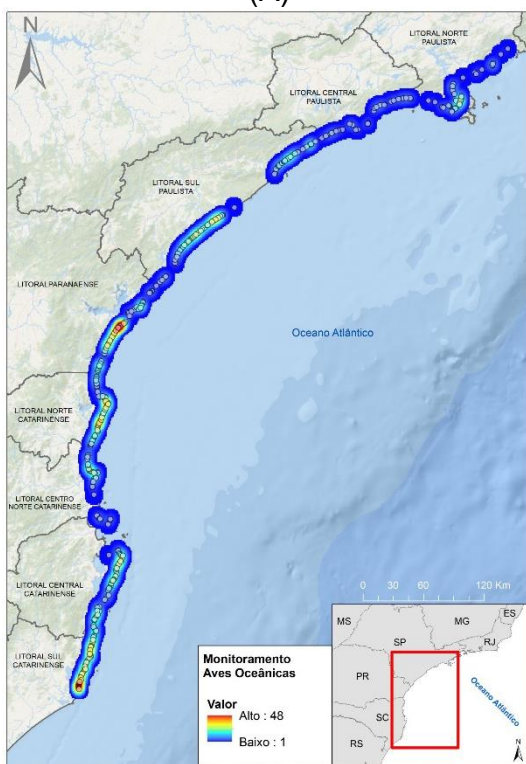 (A)
N
LITORAL NORTE
PAULISTA
LITORAL CENTRAL
PAULISTA
LITORAL SUL
PAULISTA
LITORAL PARANAENSE
Oceano Atlântico
LITORAL NORTE
CATARINENSE
LITORAL CENTRO
NORTE CATARINENSE
LITORAL CENTRAL
CATARINENSE
LITORAL SUL
CATARINENSE
0 30 60 120 Km
Monitoramento
Aves Oceânicas
Valor
Alto : 48
Baixo : 1
MS
MG
ES
SP
RJ
PR
SC
RS
Oceano Atlântico
N